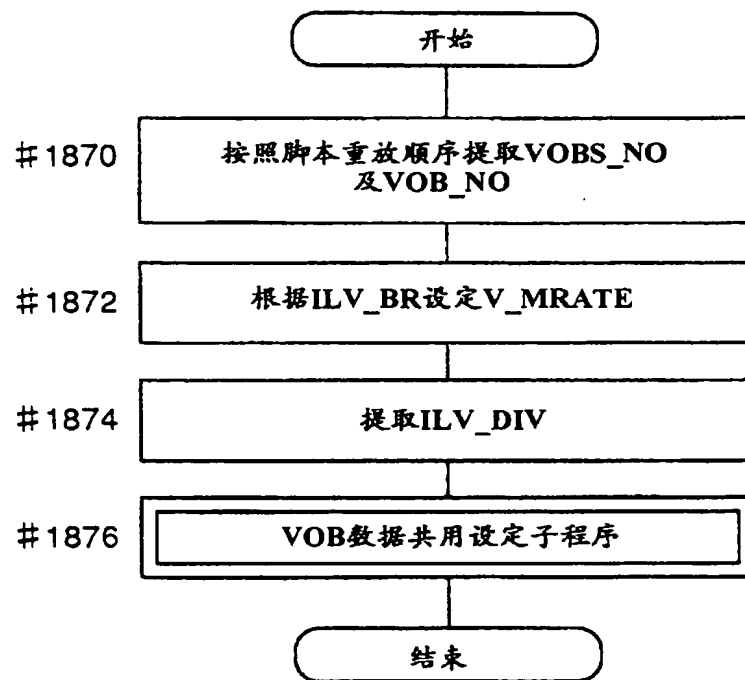 开始
#1870
按照脚本重放顺序提取VOBS_NO
及VOB_NO
#1872
根据ILV_BR设定V_MRATE
#1874
提取ILV_DIV
#1876
VOB数据共用设定子程序
结束